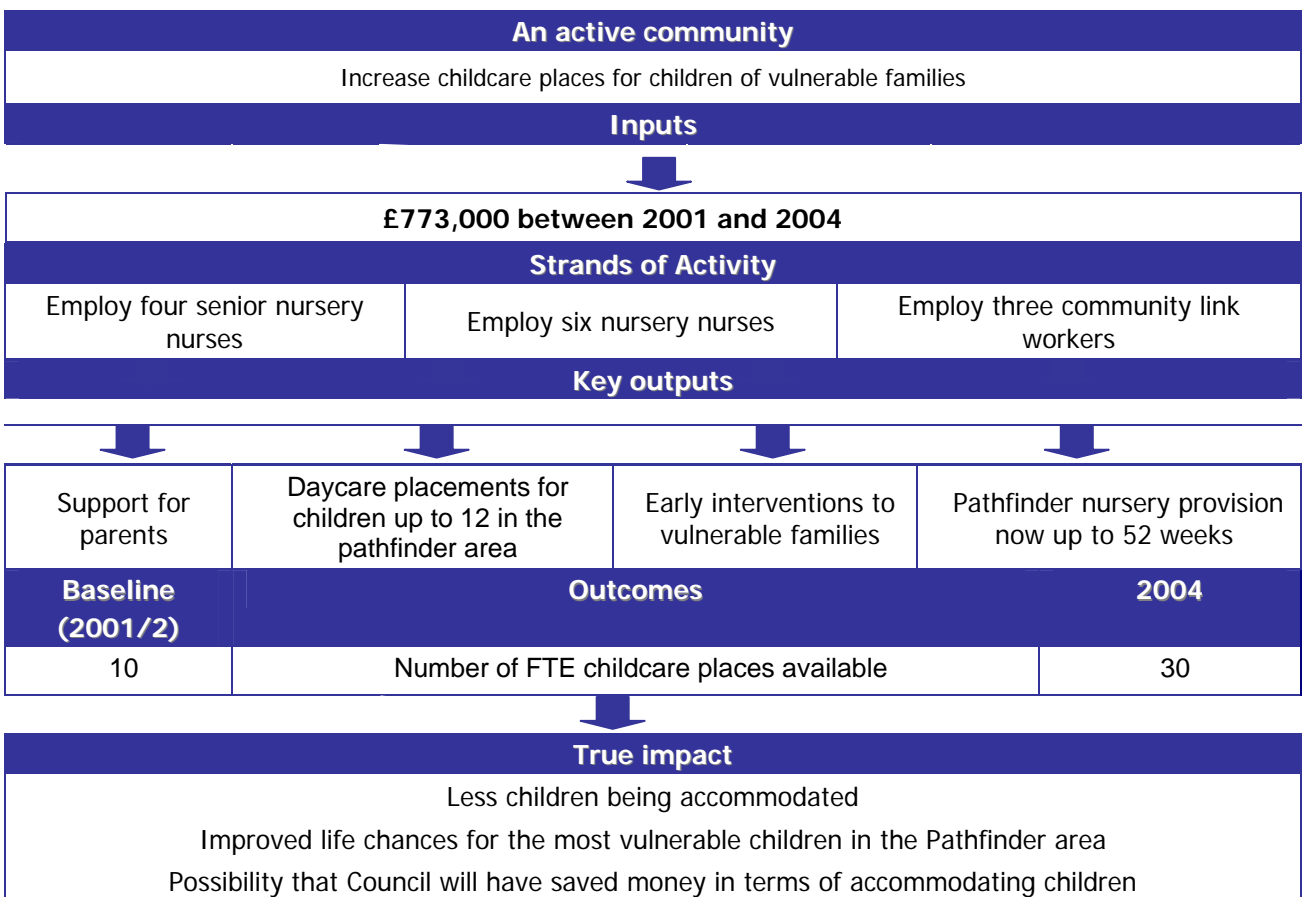 An active community
Increase childcare places for children of vulnerable families
Inputs
£773,000 between 2001 and 2004
Strands of Activity
Employ four senior nursery
nurses
Employ six nursery nurses
Employ three community link
workers
Key outputs
Support for
parents
Daycare placements for
children up to 12 in the
pathfinder area
Early interventions to
vulnerable families
Pathfinder nursery provision
now up to 52 weeks
Baseline
(2001/2)
Outcomes
2004
10
Number of FTE childcare places available
30
True impact
Less children being accommodated
Improved life chances for the most vulnerable children in the Pathfinder area
Possibility that Council will have saved money in terms of accommodating children